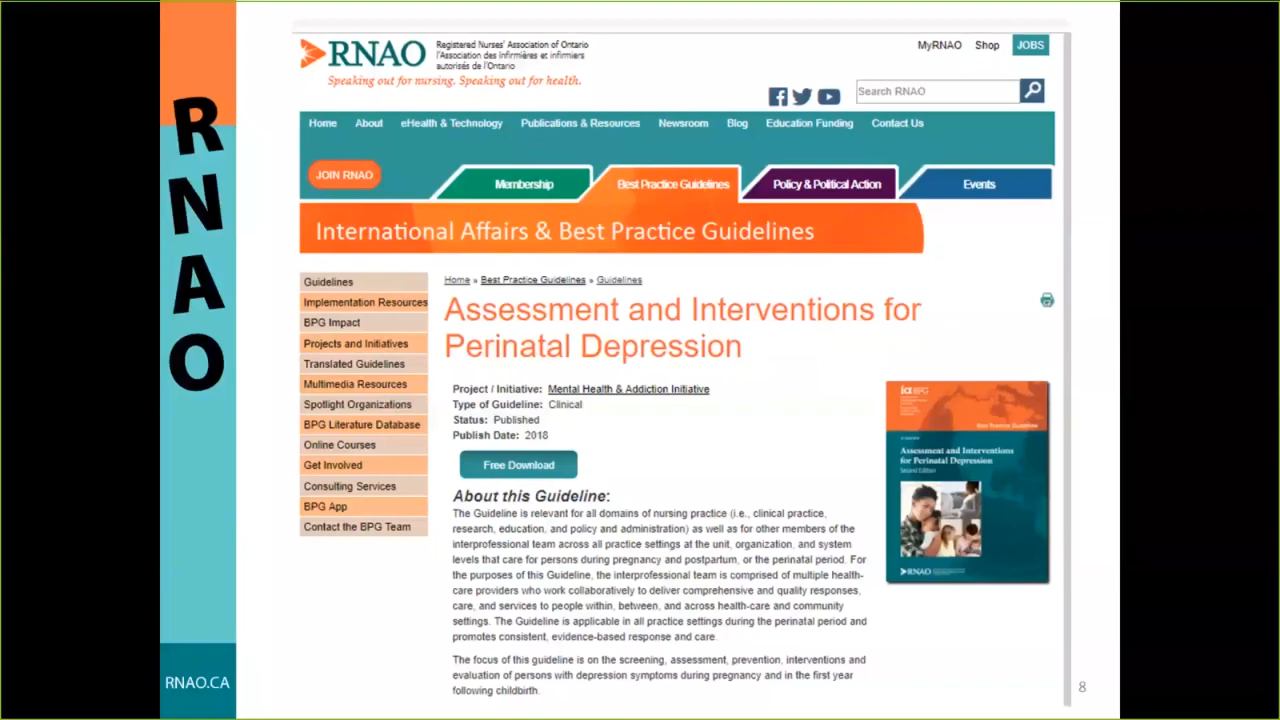 RNAO
RNAO.CA
RNAO
Registered Nurses' Association of Ontario
l'Association des infirmières et infirmiers
autorisés de l'Ontario
Speaking out for nursing. Speaking out for health.
MyRNAO Shop JOBS
Search RNAO
Home About eHealth & Technology Publications & Resources Newsroom Blog Education Funding Contact Us
JOIN RNAO
Membership Best Practice Guidelines Policy & Political Action Events
International Affairs & Best Practice Guidelines
Guidelines
Implementation Resources
BPG Impact
Projects and Initiatives
Translated Guidelines
Multimedia Resources
Spotlight Organizations
BPG Literature Database
Online Courses
Get Involved
Consulting Services
BPG App
Contact the BPG Team
Home » Best Practice Guidelines » Guidelines
Assessment and Interventions for
Perinatal Depression
Project / Initiative: Mental Health & Addiction Initiative
Type of Guideline: Clinical
Status: Published
Publish Date: 2018
Free Download
About this Guideline:
The Guideline is relevant for all domains of nursing practice (i.e., clinical practice,
research, education, and policy and administration) as well as for other members of the
interprofessional team across all practice settings at the unit, organization, and system
levels that care for persons during pregnancy and postpartum, or the perinatal period. For
the purposes of this Guideline, the interprofessional team is comprised of multiple health-
care providers who work collaboratively to deliver comprehensive and quality responses,
care, and services to people within, between, and across health-care and community
settings. The Guideline is applicable in all practice settings during the perinatal period and
promotes consistent, evidence-based response and care.
The focus of this guideline is on the screening, assessment, prevention, interventions and
evaluation of persons with depression symptoms during pregnancy and in the first year
following childbirth.
BPG
Best Practice Guidelines
Assessment and Interventions
for Perinatal Depression
Second Edition
RNAO
8